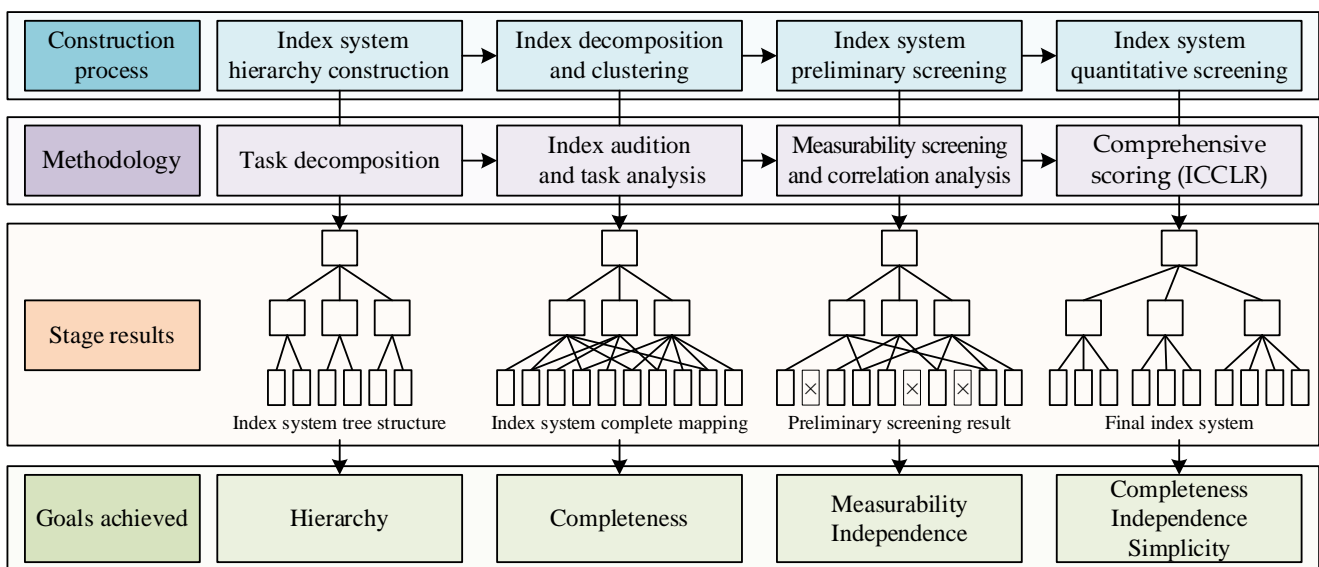 Construction
process
Index system
hierarchy construction
Index decomposition
and clustering
Index system
preliminary screening
Index system
quantitative screening
Methodology
Task decomposition
Index audition
and task analysis
Measurability screening
and correlation analysis
Comprehensive
scoring (ICCLR)
Stage results
Index system tree structure
Index system complete mapping
Preliminary screening result
Final index system
Goals achieved
Hierarchy
Completeness
Measurability
Independence
Completeness
Independence
Simplicity